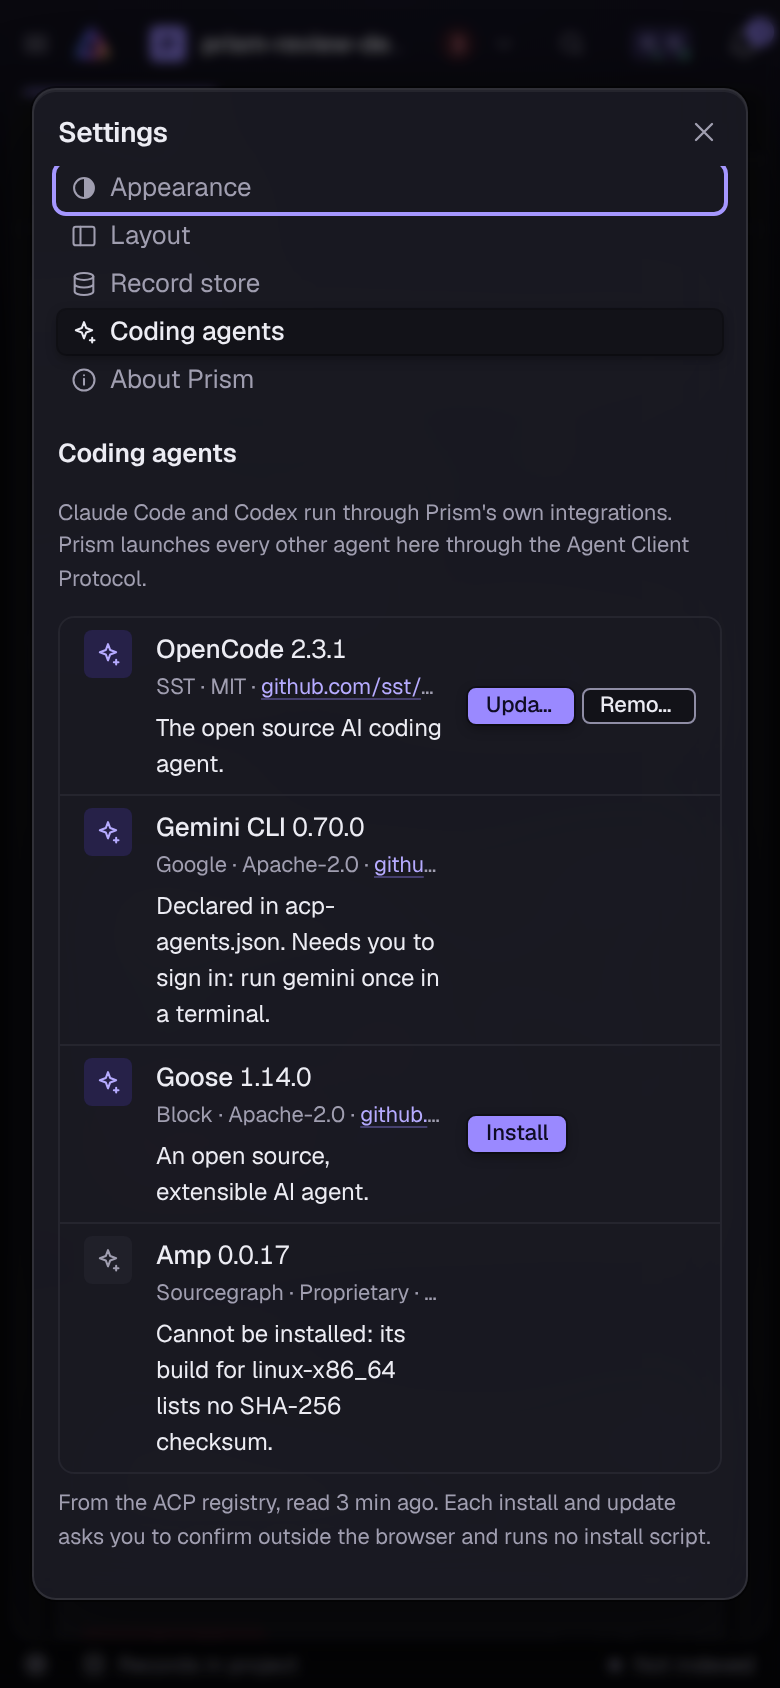 Settings
Appearance
Layout
Record store
Coding agents
About Prism
Coding agents
Claude Code and Codex run through Prism's own integrations.
Prism launches every other agent here through the Agent Client
Protocol.
OpenCode 2.3.1
SST · MIT · github.com/sst/...
The open source AI coding
agent.
Upda...
Remo...
Gemini CLI 0.70.0
Google · Apache-2.0 · githu...
Declared in acp-
agents.json. Needs you to
sign in: run gemini once in
a terminal.
Goose 1.14.0
Block · Apache-2.0 · github....
An open source,
extensible AI agent.
Install
Amp 0.0.17
Sourcegraph · Proprietary · ...
Cannot be installed: its
build for linux-x86_64
lists no SHA-256
checksum.
From the ACP registry, read 3 min ago. Each install and update
asks you to confirm outside the browser and runs no install script.